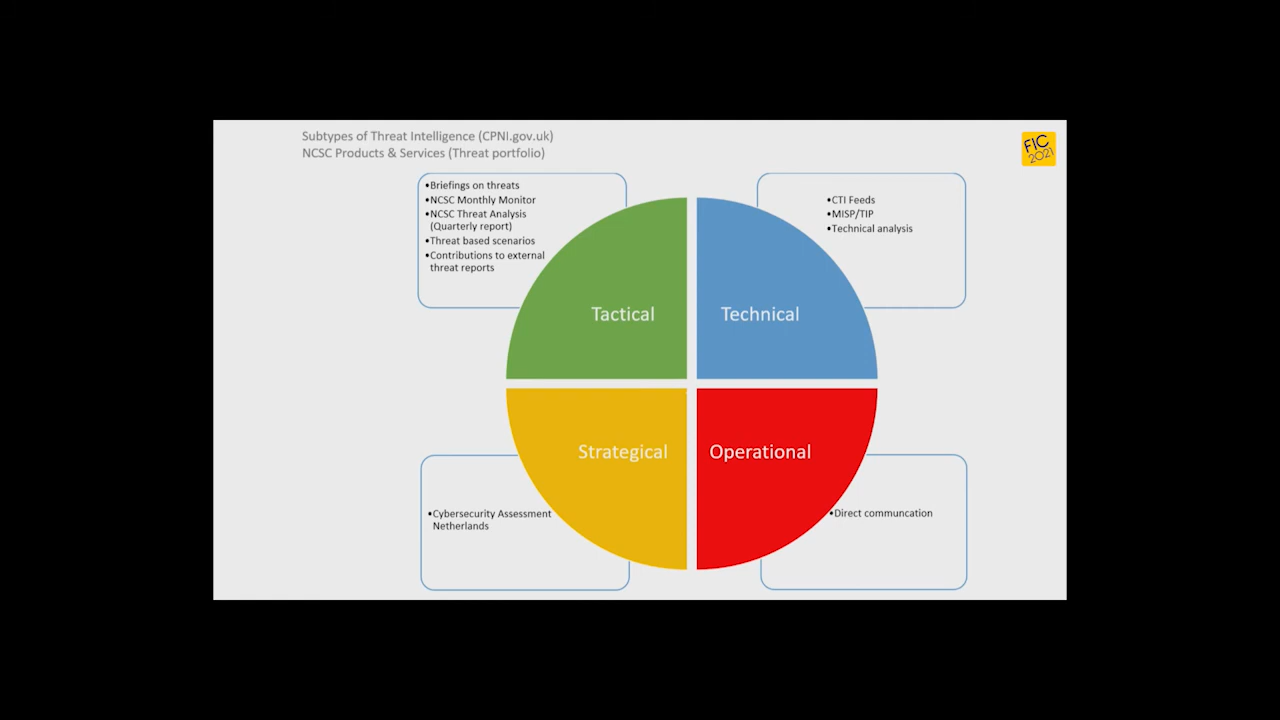 Subtypes of Threat Intelligence (CPNI.gov.uk)
NCSC Products & Services (Threat portfolio)
FIC
2021
•Briefings on threats
•NCSC Monthly Monitor
•NCSC Threat Analysis
(Quarterly report)
•Threat based scenarios
•Contributions to external
threat reports
•CTI Feeds
•MISP/TIP
•Technical analysis
Tactical
Technical
Strategical
Operational
•Cybersecurity Assessment
Netherlands
•Direct communcation